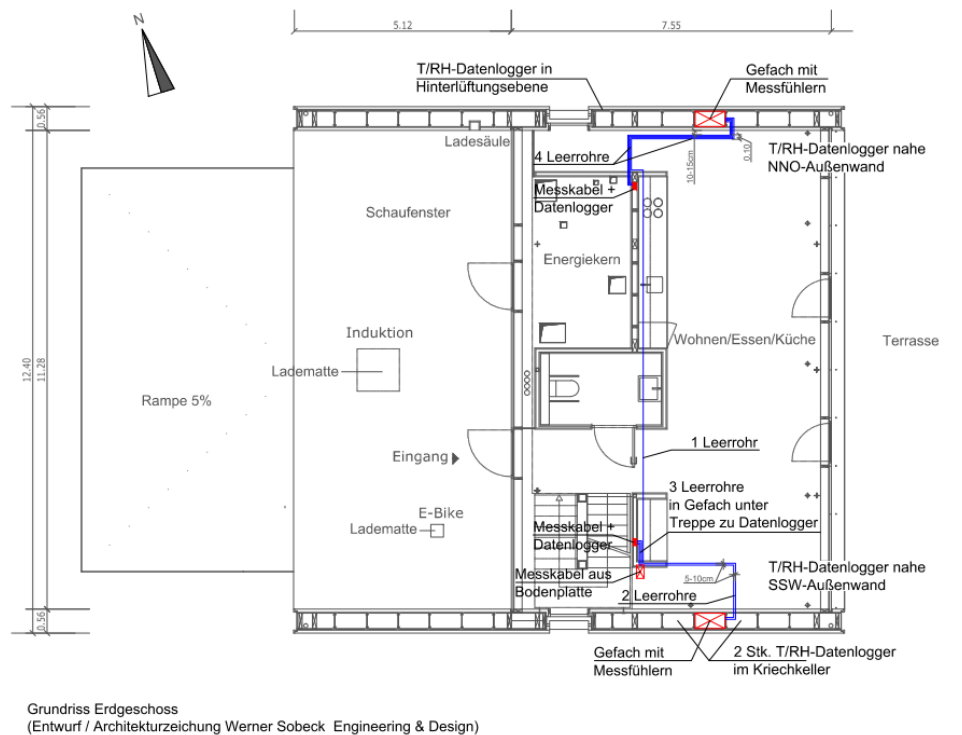 N
5.12
7.55
T/RH-Datenlogger in
Hinterlüftungsebene
Gefach mit
Messfühlern
0.56
Ladesäule
4 Leerrohre
10-15cm
0.10
T/RH-Datenlogger nahe
NNO-Außenwand
Messkabel +
Datenlogger
Schaufenster
Energiekern
Induktion
Wohnen/Essen/Küche
Terrasse
Ladematte
12.40
11.28
Rampe 5%
1 Leerrohr
Eingang
3 Leerrohre
in Gefach unter
Treppe zu Datenlogger
E-Bike
Ladematte
Messkabel +
Datenlogger
Messkabel aus
Bodenplatte
5-10cm
T/RH-Datenlogger nahe
SSW-Außenwand
2 Leerrohre
0.56
Gefach mit
Messfühlern
2 Stk. T/RH-Datenlogger
im Kriechkeller
Grundriss Erdgeschoss
(Entwurf / Architekturzeichung Werner Sobeck Engineering & Design)